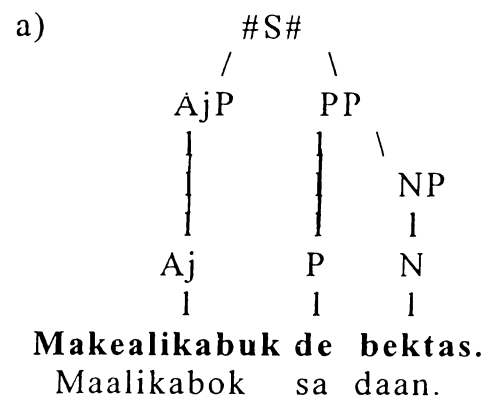 a) #S#
AjP PP
NP
Aj P N
Makealikabuk de bektas.
Maalikabok sa daan.